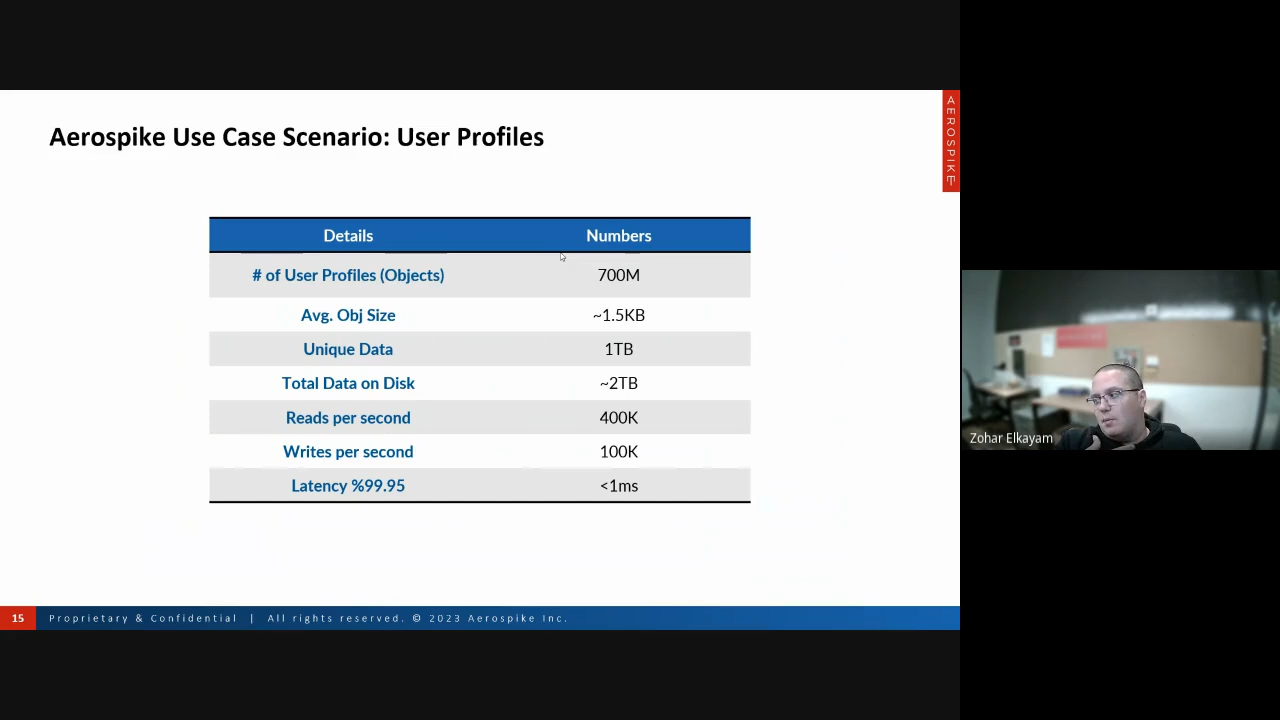 Aerospike Use Case Scenario: User Profiles
AEROSPIKE
Details Numbers
# of User Profiles (Objects) 700M
Avg. Obj Size ~1.5KB
Unique Data 1TB
Total Data on Disk ~2TB
Reads per second 400K
Writes per second 100K
Latency %99.95 <1ms
Zohar Elkayam
15 Proprietary & Confidential | All rights reserved. © 2023 Aerospike Inc.